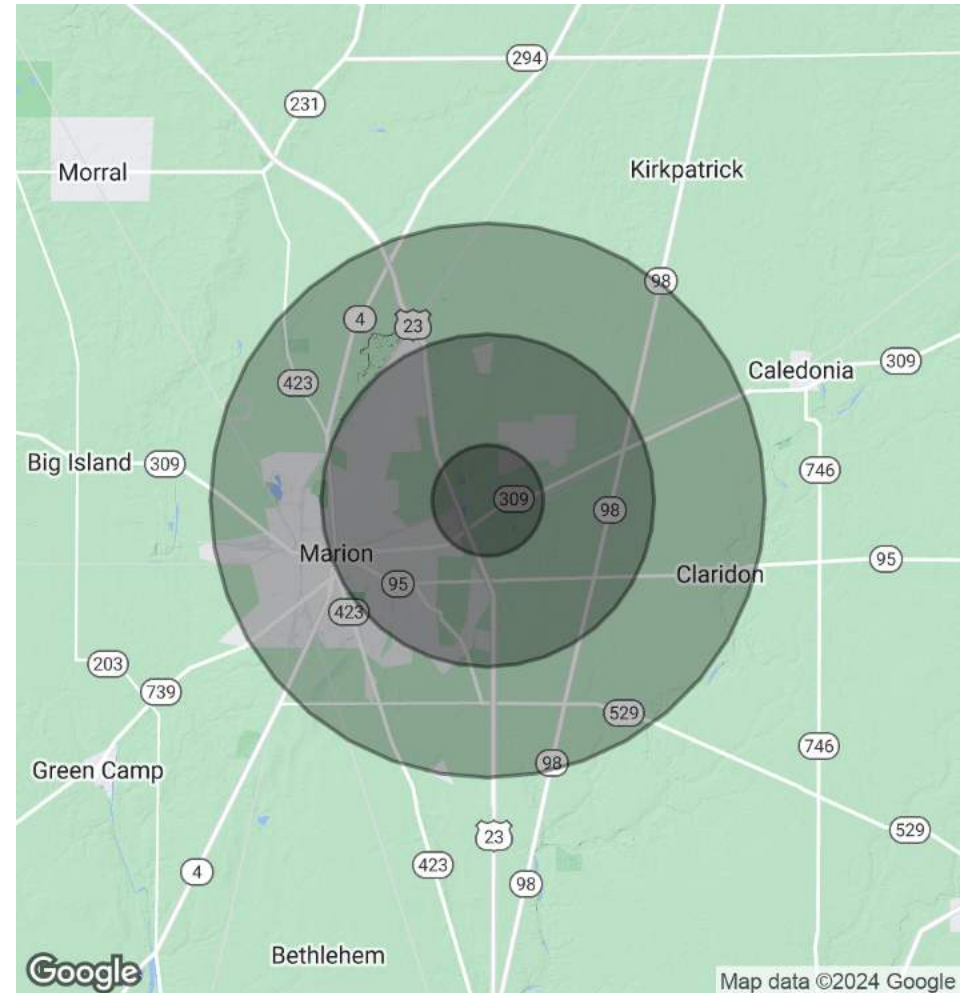 294
231
Morral
Kirkpatrick
98
4
23
423
Caledonia
309
Big Island
309
746
309
98
Marion
95
Claridon
95
423
203
739
529
746
98
Green Camp
23
529
4
423
98
Bethlehem
Google
Map data ©2024 Google